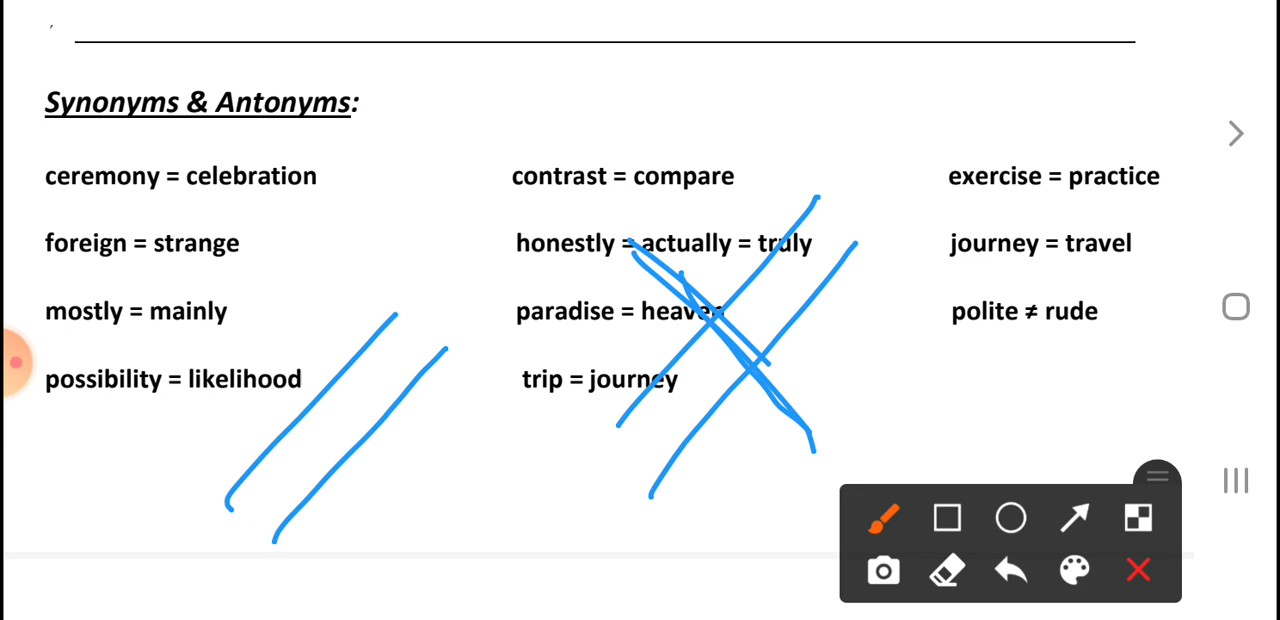 Synonyms & Antonyms:
ceremony = celebration contrast = compare exercise = practice
foreign = strange honestly = actually = truly journey = travel
mostly = mainly paradise = heaven polite ≠ rude
possibility = likelihood trip = journey